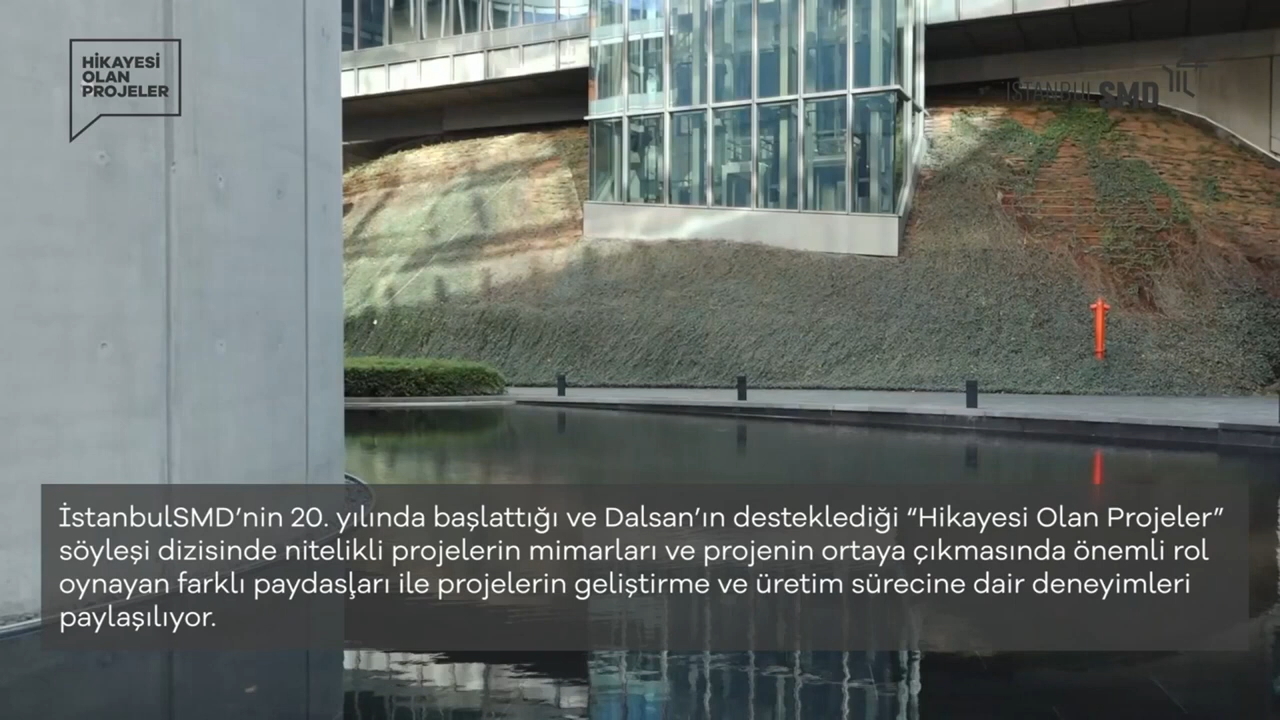 HİKAYESİ
OLAN
PROJELER
İSTANBULSMD
İstanbulSMD’nin 20. yılında başlattığı ve Dalsan’ın desteklediği “Hikayesi Olan Projeler”
söyleşi dizisinde nitelikli projelerin mimarları ve projenin ortaya çıkmasında önemli rol
oynayan farklı paydaşları ile projelerin geliştirme ve üretim sürecine dair deneyimleri
paylaşılıyor.